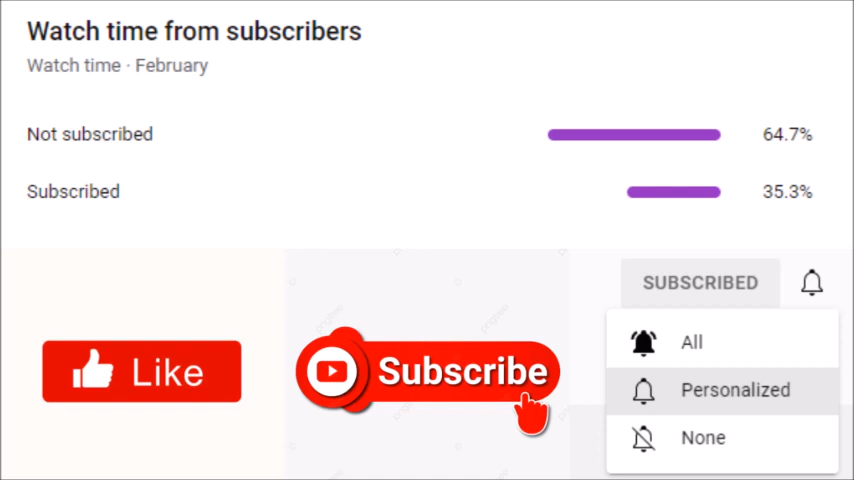 Watch time from subscribers
Watch time · February
Not subscribed 64.7%
Subscribed 35.3%
SUBSCRIBED
All
Like
Subscribe
Personalized
None